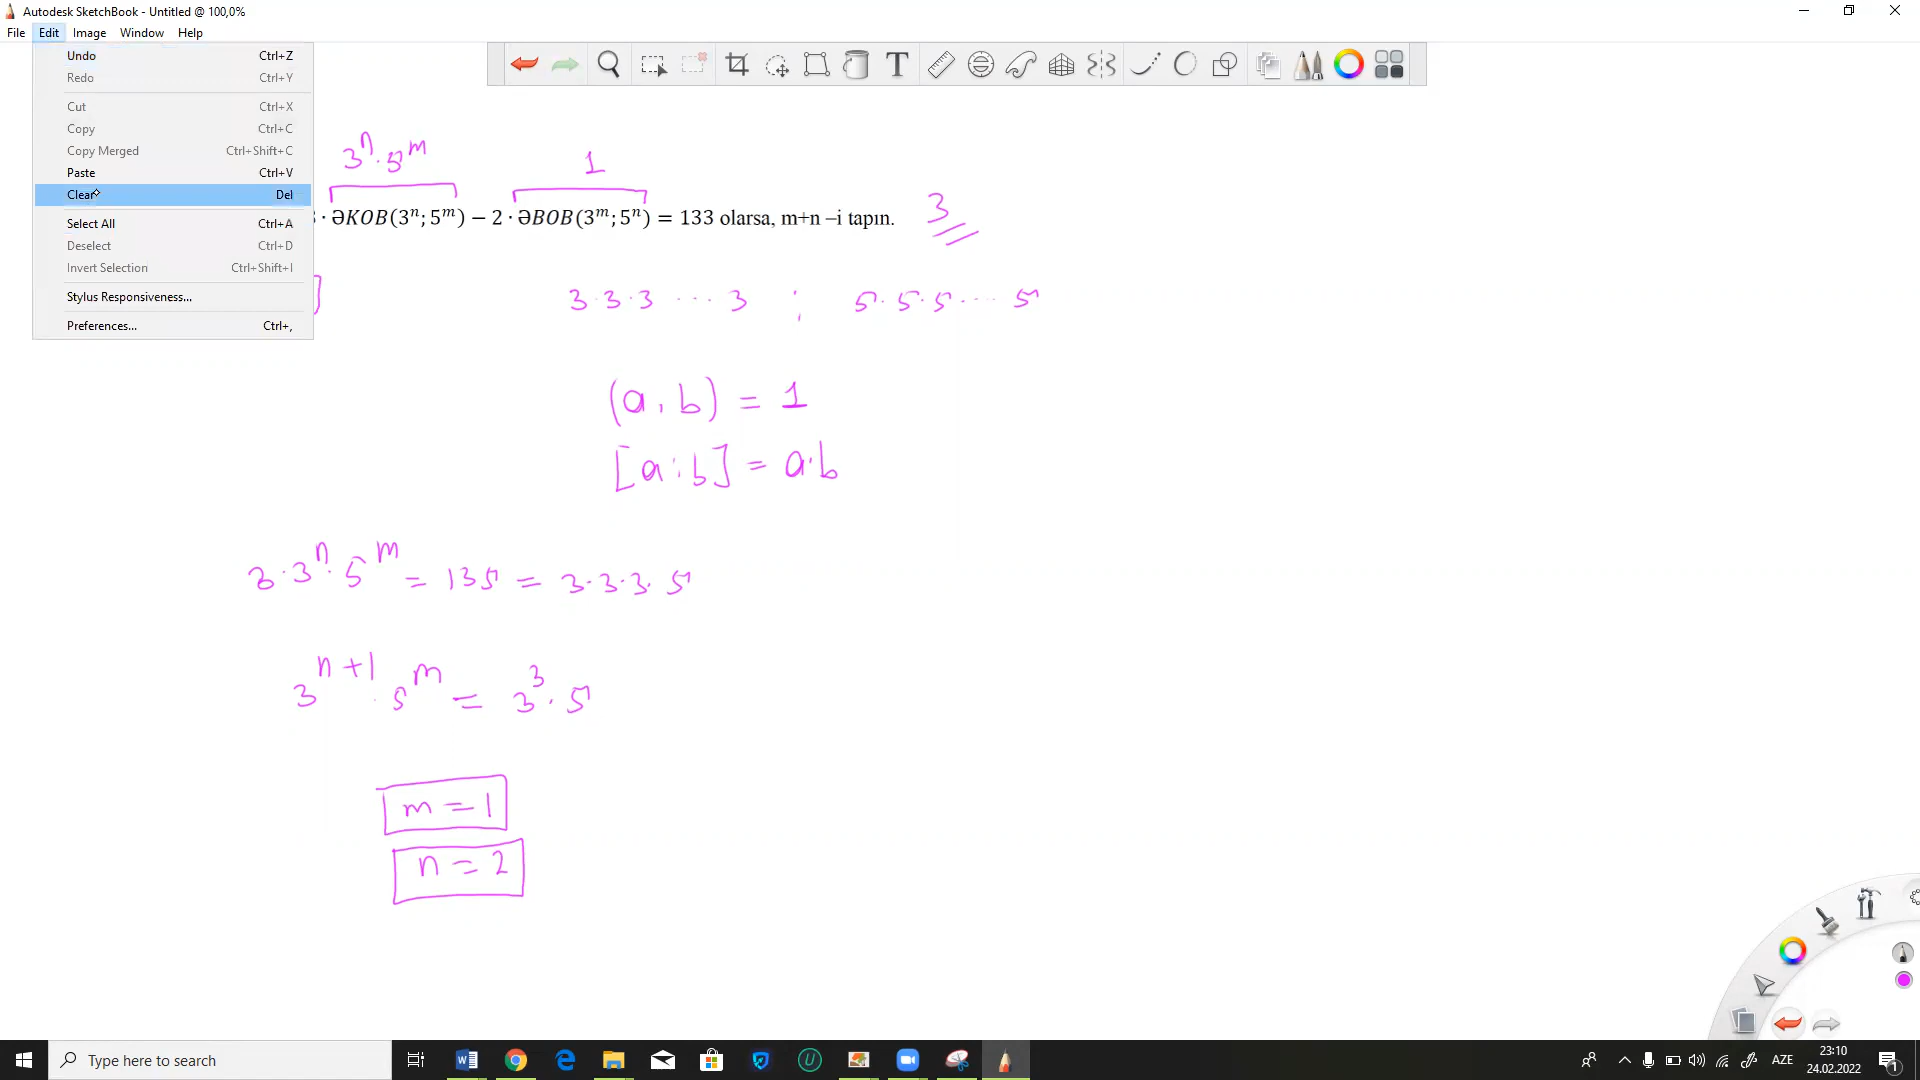 Autodesk SketchBook - Untitled @ 100,0%
File Edit Image Window Help
Undo Ctrl+Z
Redo Ctrl+Y
Cut Ctrl+X
Copy Ctrl+C
Copy Merged Ctrl+Shift+C
Paste Ctrl+V
Clear Del
Select All Ctrl+A
Deselect Ctrl+D
Invert Selection Ctrl+Shift+I
Stylus Responsiveness...
Preferences... Ctrl+,
T
3ⁿ·5ᵐ 1
· ƏKOB(3ⁿ; 5ᵐ) − 2 · ƏBOB(3ᵐ; 5ⁿ) = 133 olarsa, m+n –i tapın. 3
3·3·3 ··· 3 ; 5·5·5··· 5
(a, b) = 1
[a:b] = a·b
3·3ⁿ·5ᵐ = 135 = 3·3·3·5
3ⁿ⁺¹·5ᵐ = 3³·5
m = 1
n = 2
Type here to search
AZE
23:10
24.02.2022
1